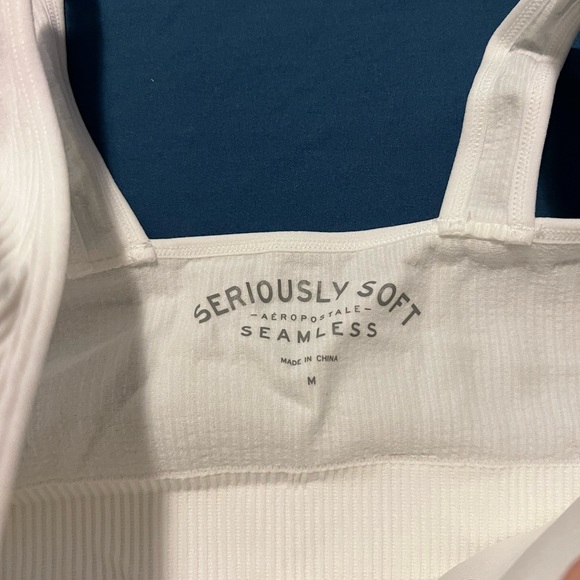 SERIOUSLY SOFT
-AÉROPOSTALE-
SEAMLESS
MADE IN CHINA
M